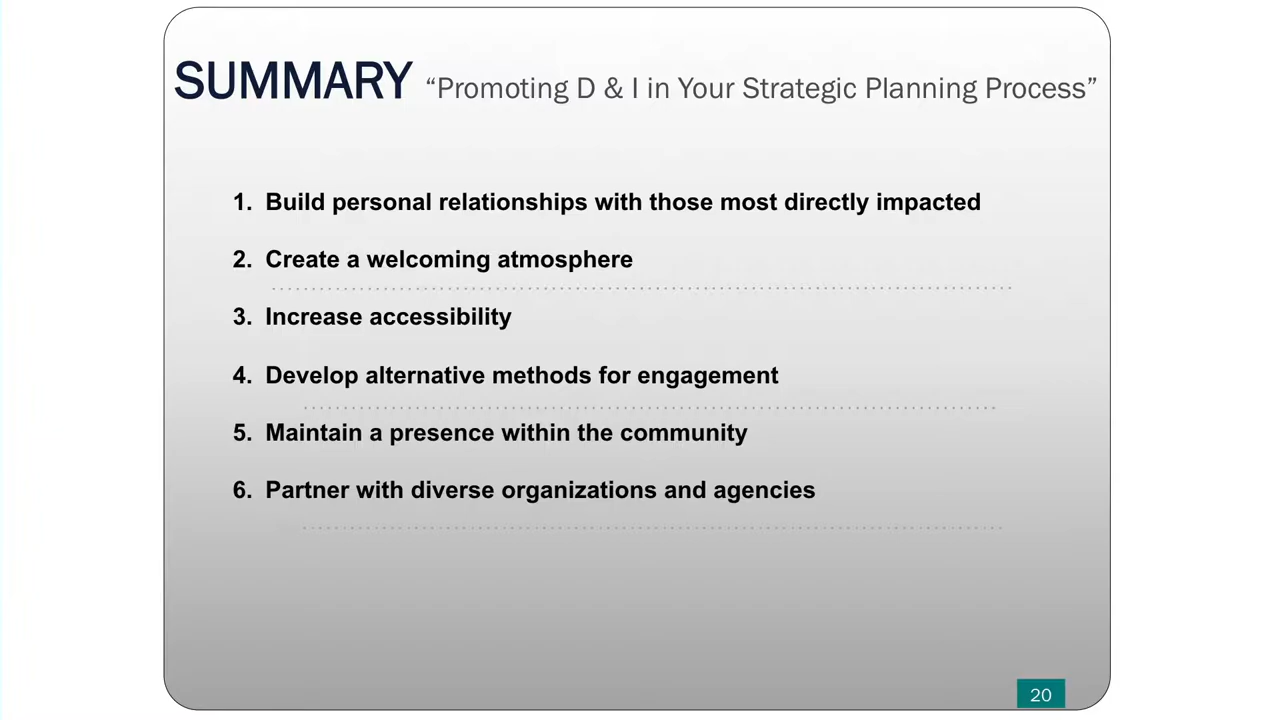 SUMMARY “Promoting D & I in Your Strategic Planning Process”
1. Build personal relationships with those most directly impacted
2. Create a welcoming atmosphere
3. Increase accessibility
4. Develop alternative methods for engagement
5. Maintain a presence within the community
6. Partner with diverse organizations and agencies
20